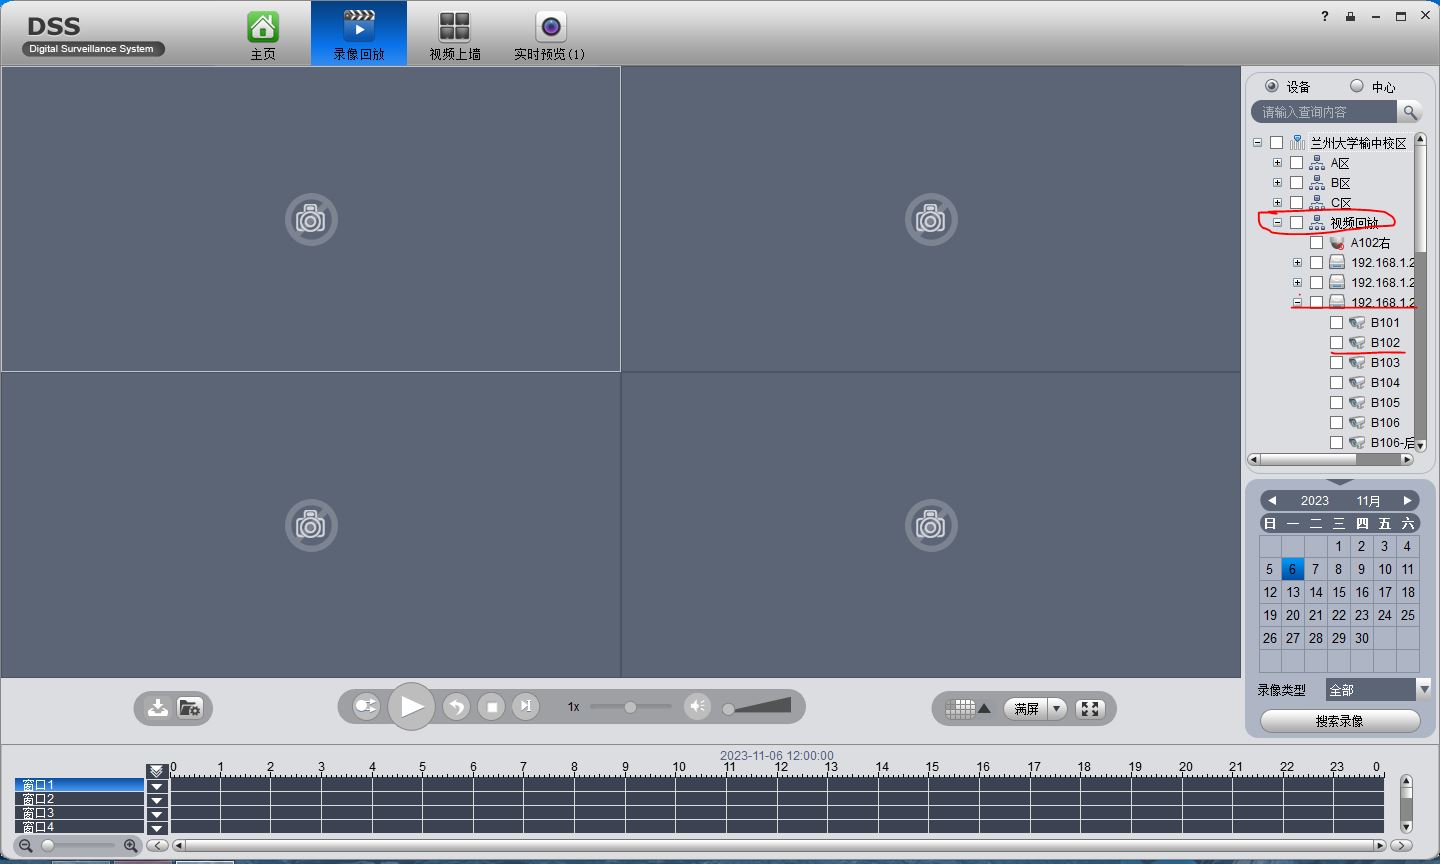 DSS
Digital Surveillance System
主页
录像回放
视频上墙
实时预览(1)
?
设备
中心
请输入查询内容
兰州大学榆中校区
A区
B区
C区
视频回放
A102右
192.168.1.2
192.168.1.2
192.168.1.2
B101
B102
B103
B104
B105
B106
B106-后
2023 11月
日 一 二 三 四 五 六
1 2 3 4
5 6 7 8 9 10 11
12 13 14 15 16 17 18
19 20 21 22 23 24 25
26 27 28 29 30
录像类型 全部
搜索录像
1x
满屏
2023-11-06 12:00:00
0 1 2 3 4 5 6 7 8 9 10 11 12 13 14 15 16 17 18 19 20 21 22 23 0
窗口1
窗口2
窗口3
窗口4